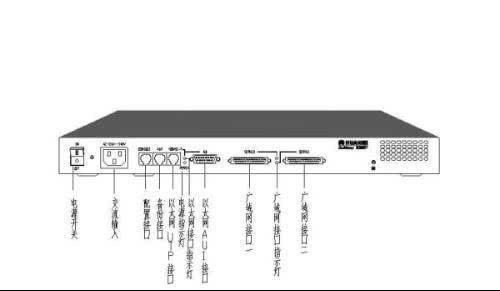 电源开关
交流输入
配置接口
备份接口
以太网UTP接口
电源指示灯
以太网接口指示灯
以太网AUI接口
广域网接口一
广域网接口指示灯
广域网接口二